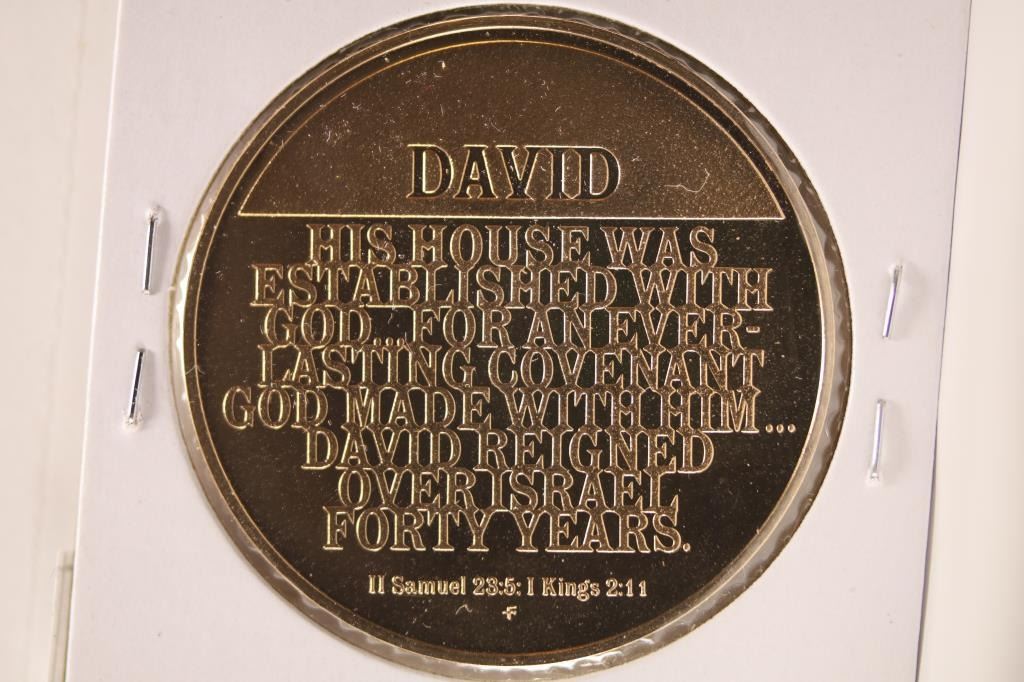 DAVID
HIS HOUSE WAS
ESTABLISHED WITH
GOD...FOR AN EVER-
LASTING COVENANT
GOD MADE WITH HIM...
DAVID REIGNED
OVER ISRAEL
FORTY YEARS.
II Samuel 23:5: I Kings 2:11
F